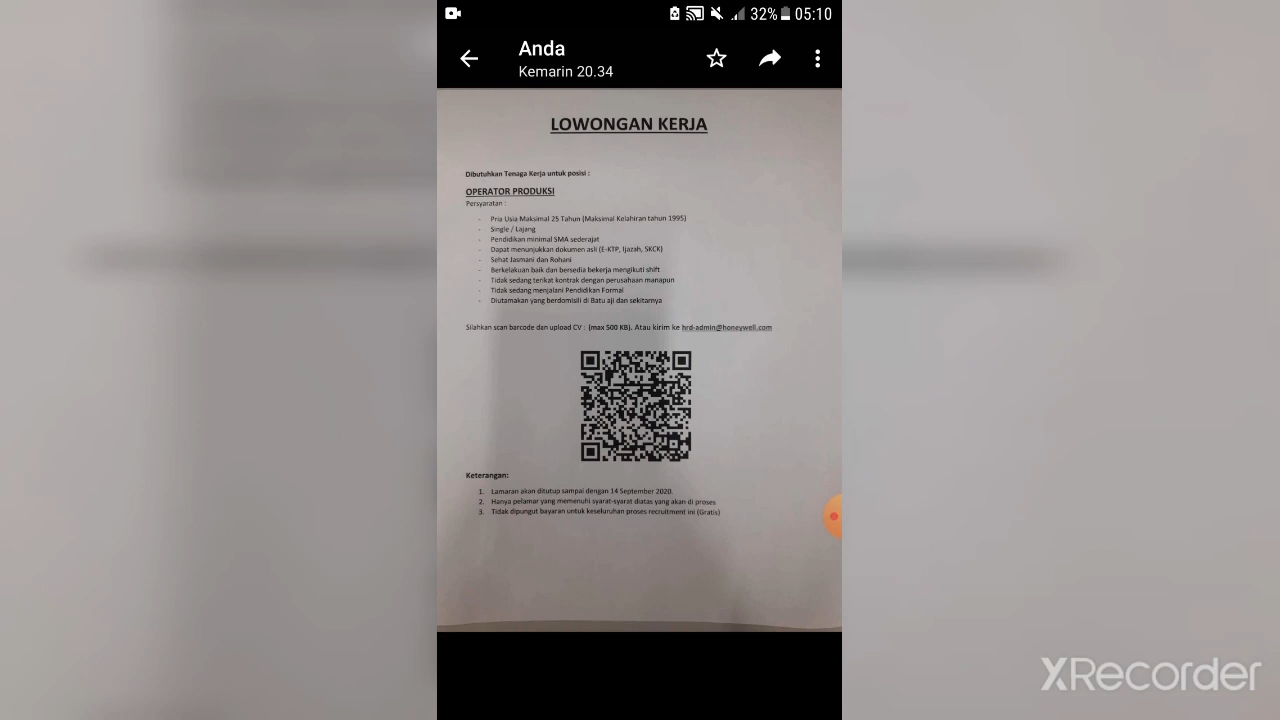 32% 05:10
Anda
Kemarin 20.34
LOWONGAN KERJA
Dibutuhkan Tenaga Kerja untuk posisi :
OPERATOR PRODUKSI
Persyaratan :
- Pria Usia Maksimal 25 Tahun (Maksimal Kelahiran tahun 1995)
- Single / Lajang
- Pendidikan minimal SMA sederajat
- Dapat menunjukkan dokumen asli (E-KTP, Ijazah, SKCK)
- Sehat Jasmani dan Rohani
- Berkelakuan baik dan bersedia bekerja mengikuti shift
- Tidak sedang terikat kontrak dengan perusahaan manapun
- Tidak sedang menjalani Pendidikan Formal
- Diutamakan yang berdomisili di Batu aji dan sekitarnya
Silahkan scan barcode dan upload CV : (max 500 KB). Atau kirim ke hrd-admin@honeywell.com
Keterangan:
1. Lamaran akan ditutup sampai dengan 14 September 2020.
2. Hanya pelamar yang memenuhi syarat-syarat diatas yang akan di proses
3. Tidak dipungut bayaran untuk keseluruhan proses recruitment ini (Gratis)
XRecorder